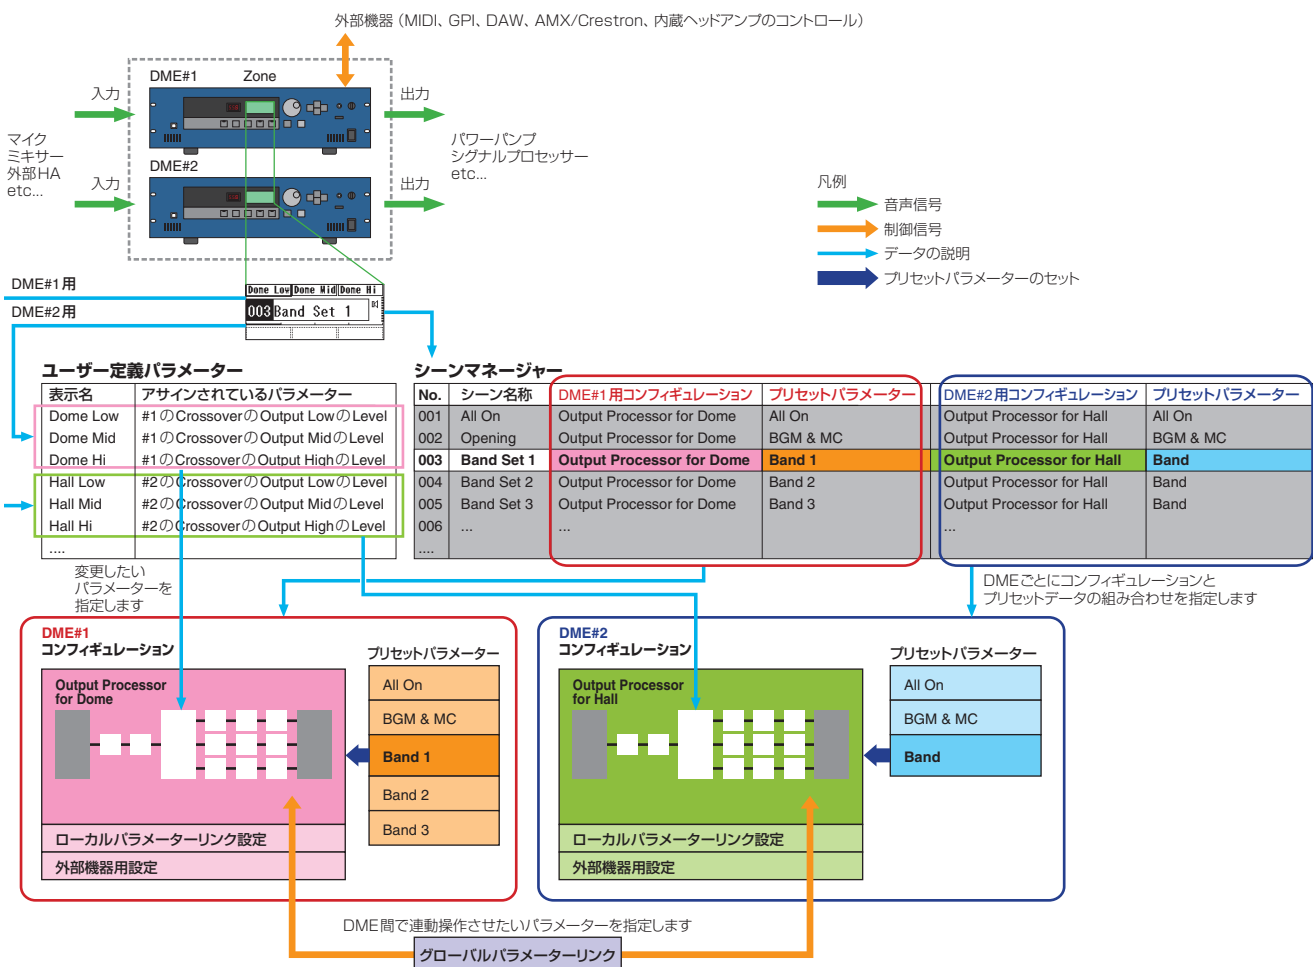 外部機器（MIDI、GPI、DAW、AMX/Crestron、内蔵ヘッドアンプのコントロール）
DME#1 Zone
入力
出力
マイク
ミキサー
外部HA
etc...
パワーパンプ
シグナルプロセッサー
etc...
DME#2
入力
出力
凡例
音声信号
制御信号
データの説明
プリセットパラメーターのセット
DME#1用
DME#2用
Dome Low Dome Mid Dome Hi
003 Band Set 1
ユーザー定義パラメーター
表示名 アサインされているパラメーター
Dome Low #1のCrossoverのOutput LowのLevel
Dome Mid #1のCrossoverのOutput MidのLevel
Dome Hi #1のCrossoverのOutput HighのLevel
Hall Low #2のCrossoverのOutput LowのLevel
Hall Mid #2のCrossoverのOutput MidのLevel
Hall Hi #2のCrossoverのOutput HighのLevel
....
シーンマネージャー
No. シーン名称 DME#1用コンフィギュレーション プリセットパラメーター DME#2用コンフィギュレーション プリセットパラメーター
001 All On Output Processor for Dome All On Output Processor for Hall All On
002 Opening Output Processor for Dome BGM & MC Output Processor for Hall BGM & MC
003 Band Set 1 Output Processor for Dome Band 1 Output Processor for Hall Band
004 Band Set 2 Output Processor for Dome Band 2 Output Processor for Hall Band
005 Band Set 3 Output Processor for Dome Band 3 Output Processor for Hall Band
006 ... ... ...
....
変更したい
パラメーターを
指定します
DMEごとにコンフィギュレーションと
プリセットデータの組み合わせを指定します
DME#1
コンフィギュレーション
プリセットパラメーター
Output Processor
for Dome
All On
BGM & MC
Band 1
Band 2
Band 3
ローカルパラメーターリンク設定
外部機器用設定
DME#2
コンフィギュレーション
プリセットパラメーター
Output Processor
for Hall
All On
BGM & MC
Band
ローカルパラメーターリンク設定
外部機器用設定
DME間で連動操作させたいパラメーターを指定します
グローバルパラメーターリンク